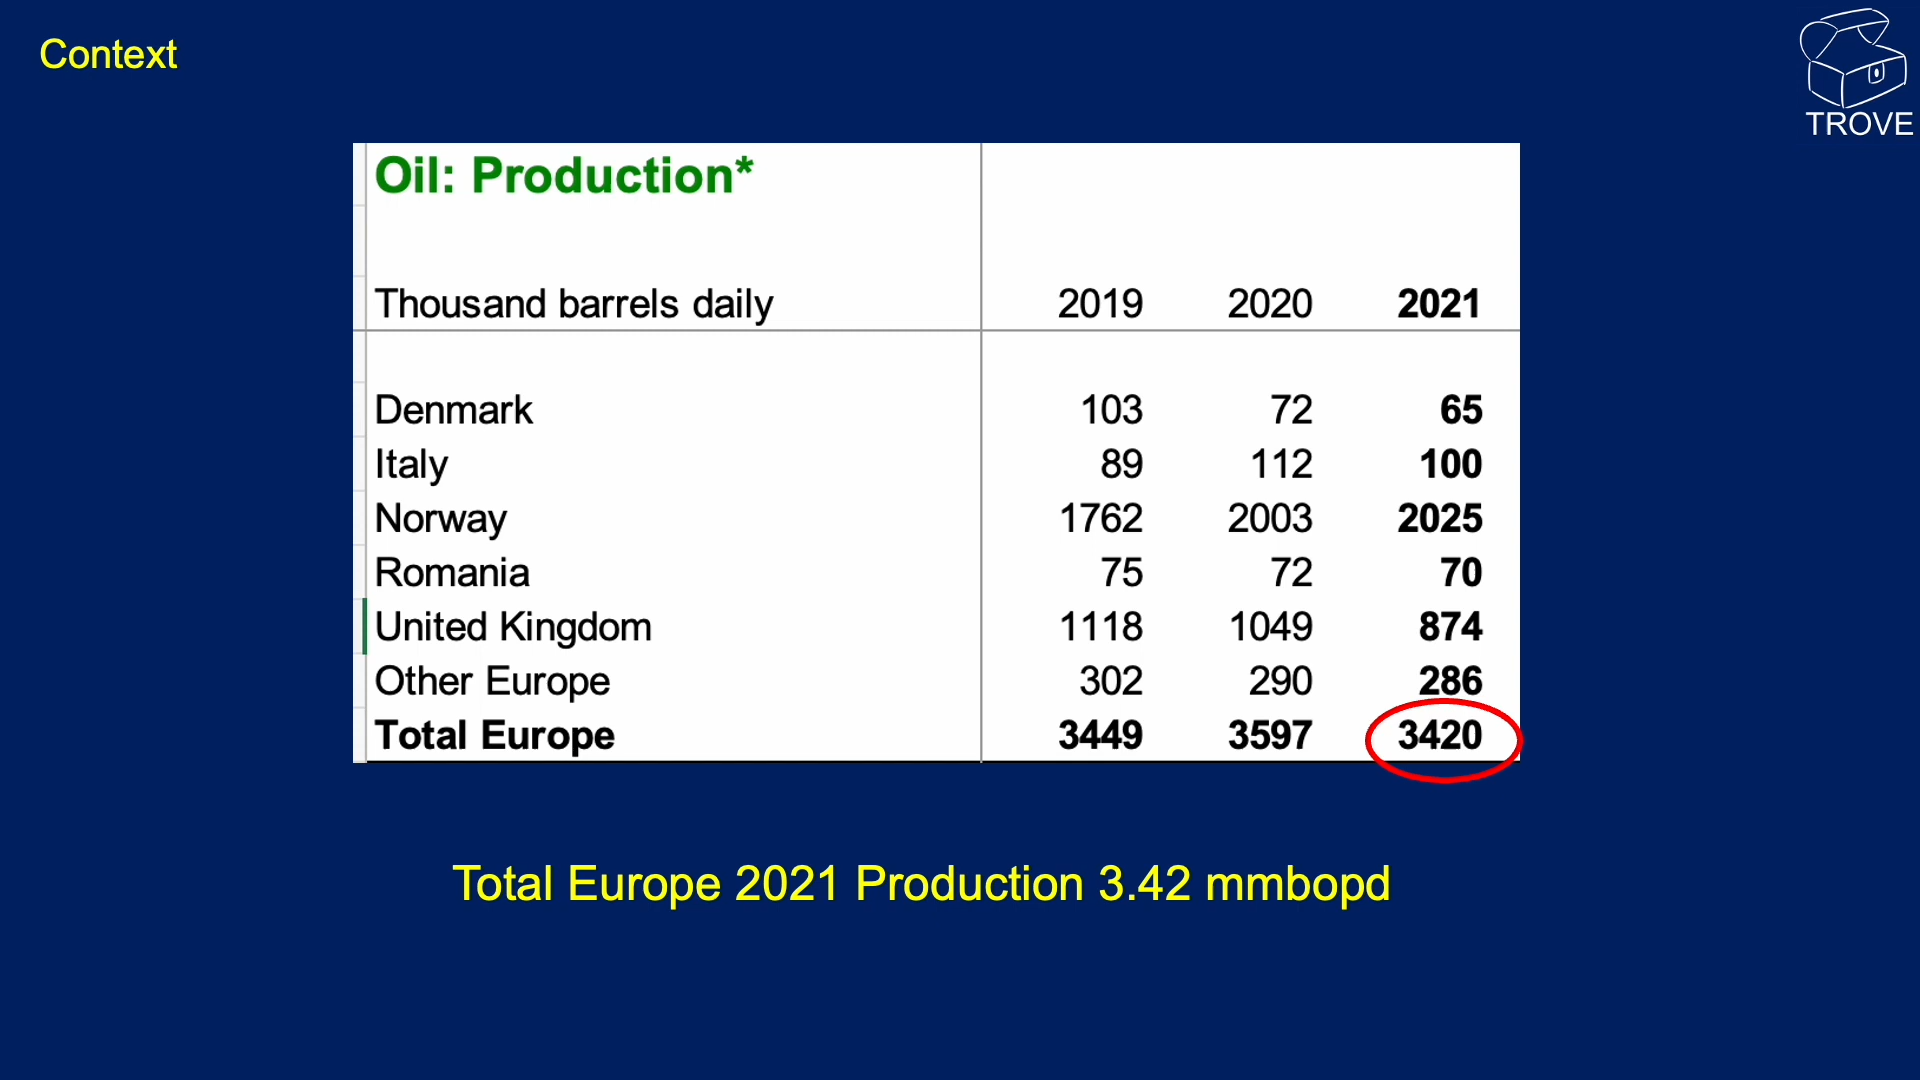 Context
TROVE
Oil: Production*
Thousand barrels daily 2019 2020 2021
Denmark 103 72 65
Italy 89 112 100
Norway 1762 2003 2025
Romania 75 72 70
United Kingdom 1118 1049 874
Other Europe 302 290 286
Total Europe 3449 3597 3420
Total Europe 2021 Production 3.42 mmbopd